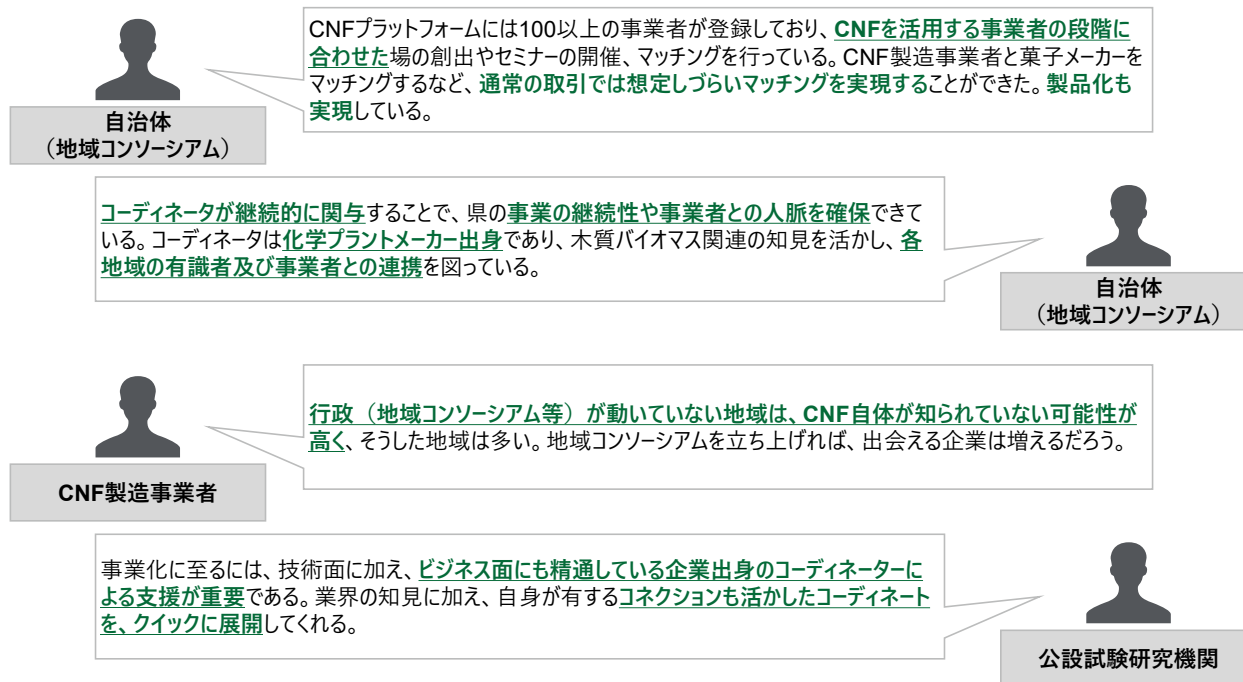 CNFプラットフォームには100以上の事業者が登録しており、CNFを活用する事業者の段階に
合わせた場の創出やセミナーの開催、マッチングを行っている。CNF製造事業者と菓子メーカーを
マッチングするなど、通常の取引では想定しづらいマッチングを実現することができた。製品化も
実現している。
自治体
（地域コンソーシアム）
コーディネータが継続的に関与することで、県の事業の継続性や事業者との人脈を確保できて
いる。コーディネータは化学プラントメーカー出身であり、木質バイオマス関連の知見を活かし、各
地域の有識者及び事業者との連携を図っている。
自治体
（地域コンソーシアム）
行政（地域コンソーシアム等）が動いていない地域は、CNF自体が知られていない可能性が
高く、そうした地域は多い。地域コンソーシアムを立ち上げれば、出会える企業は増えるだろう。
CNF製造事業者
事業化に至るには、技術面に加え、ビジネス面にも精通している企業出身のコーディネーターに
よる支援が重要である。業界の知見に加え、自身が有するコネクションも活かしたコーディネート
を、クイックに展開してくれる。
公設試験研究機関